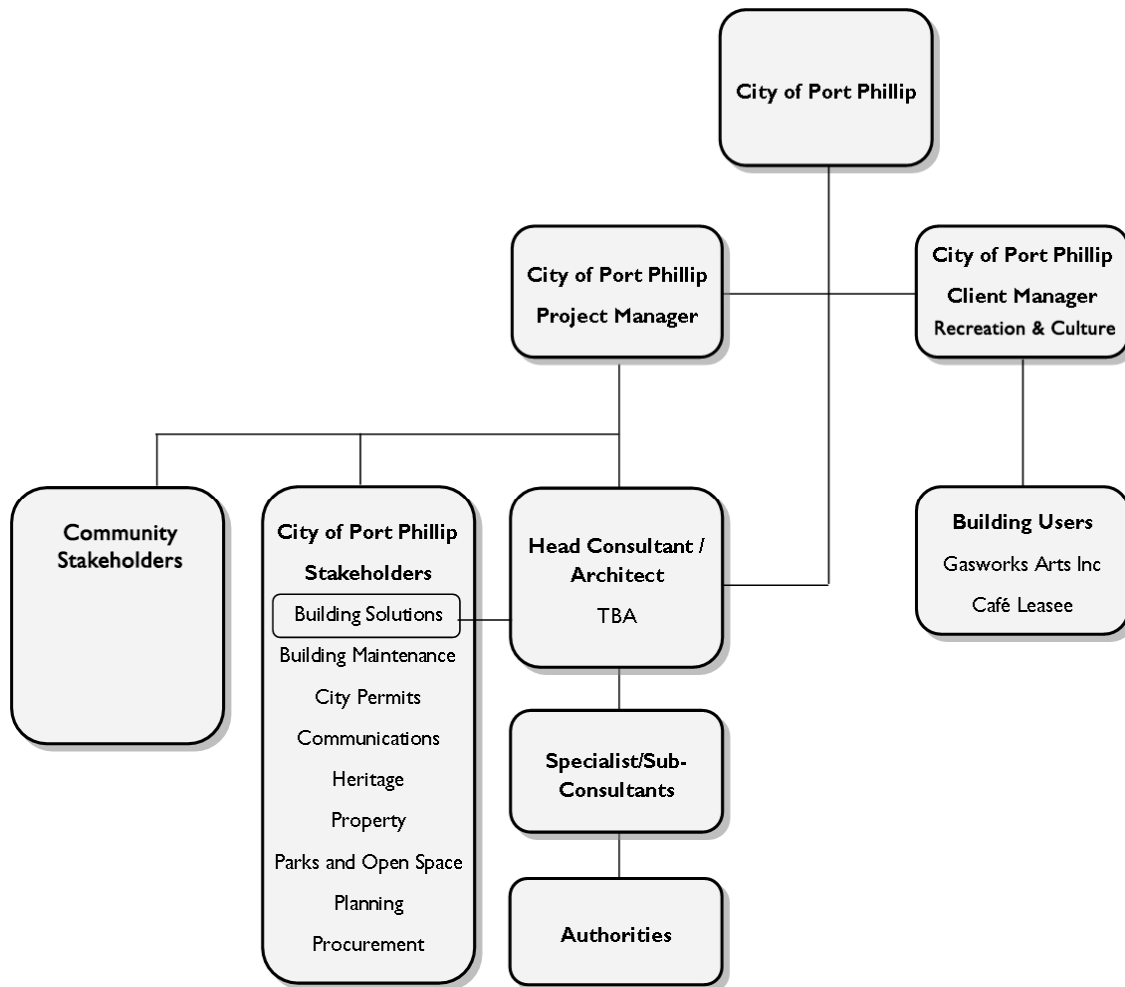 City of Port Phillip
City of Port Phillip
Project Manager
City of Port Phillip
Client Manager
Recreation & Culture
Community
Stakeholders
City of Port Phillip
Stakeholders
Building Solutions
Building Maintenance
City Permits
Communications
Heritage
Property
Parks and Open Space
Planning
Procurement
Head Consultant /
Architect
TBA
Building Users
Gasworks Arts Inc
Café Leasee
Specialist/Sub-
Consultants
Authorities